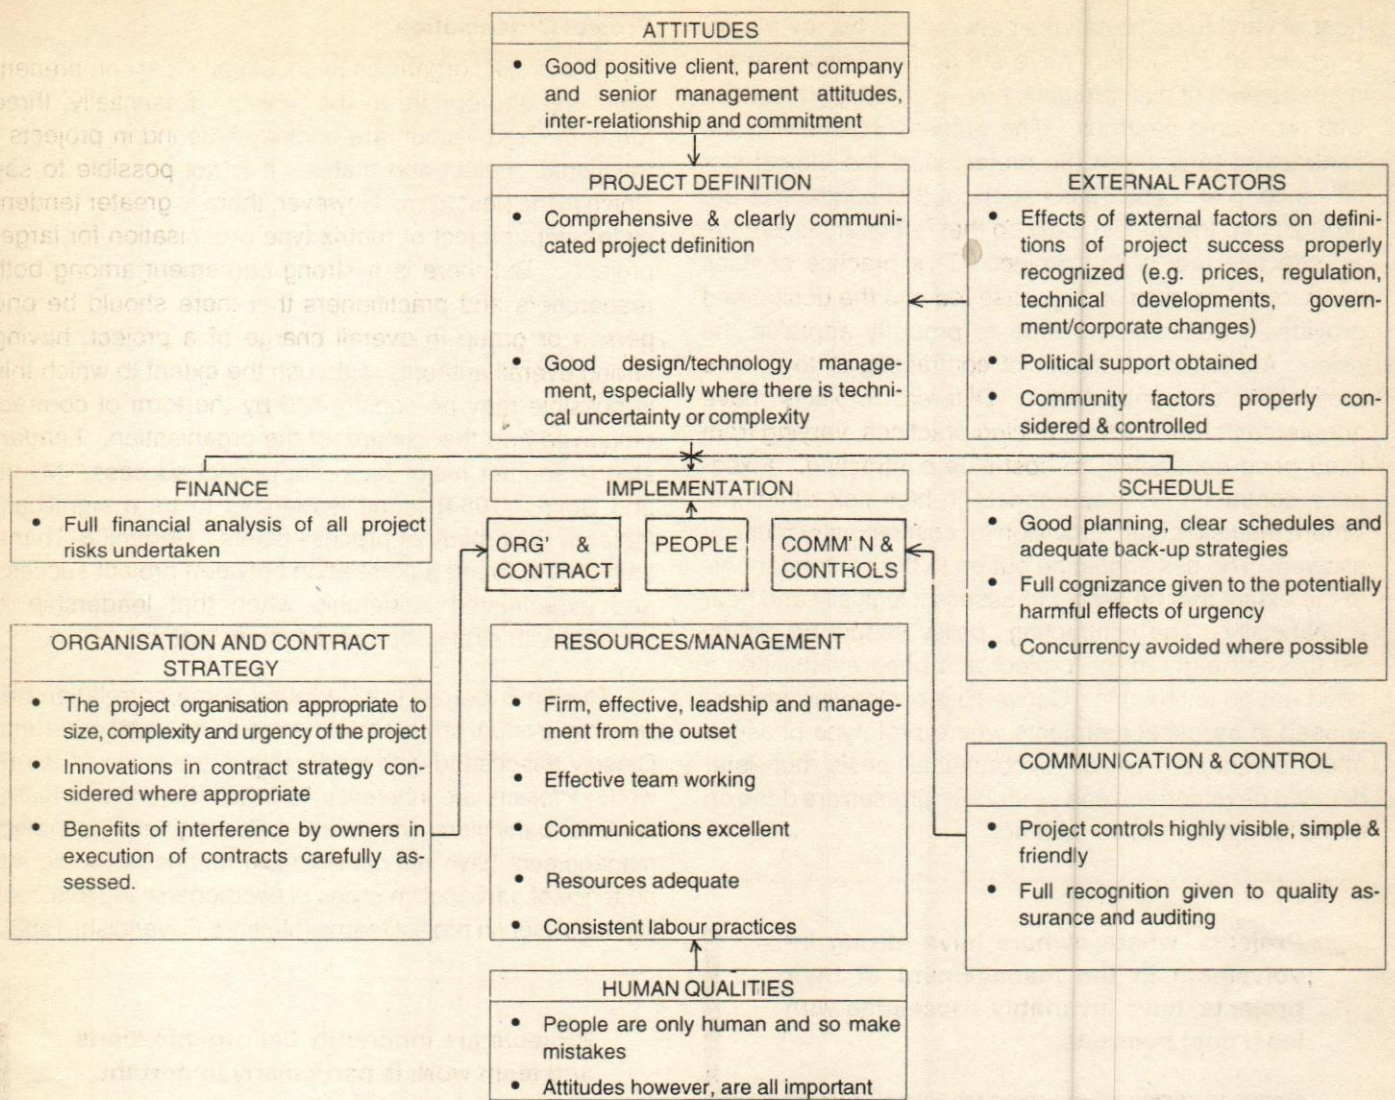 ATTITUDES
• Good positive client, parent company
and senior management attitudes,
inter-relationship and commitment
PROJECT DEFINITION
• Comprehensive & clearly communi-
cated project definition
• Good design/technology manage-
ment, especially where there is techni-
cal uncertainty or complexity
EXTERNAL FACTORS
• Effects of external factors on defini-
tions of project success properly
recognized (e.g. prices, regulation,
technical developments, govern-
ment/corporate changes)
• Political support obtained
• Community factors properly con-
sidered & controlled
FINANCE
• Full financial analysis of all project
risks undertaken
IMPLEMENTATION
ORG' &
CONTRACT
PEOPLE
COMM' N &
CONTROLS
SCHEDULE
• Good planning, clear schedules and
adequate back-up strategies
• Full cognizance given to the potentially
harmful effects of urgency
• Concurrency avoided where possible
ORGANISATION AND CONTRACT
STRATEGY
• The project organisation appropriate to
size, complexity and urgency of the project
• Innovations in contract strategy con-
sidered where appropriate
• Benefits of interference by owners in
execution of contracts carefully as-
sessed.
RESOURCES/MANAGEMENT
• Firm, effective, leadship and manage-
ment from the outset
• Effective team working
• Communications excellent
• Resources adequate
• Consistent labour practices
COMMUNICATION & CONTROL
• Project controls highly visible, simple &
friendly
• Full recognition given to quality as-
surance and auditing
HUMAN QUALITIES
• People are only human and so make
mistakes
• Attitudes however, are all important